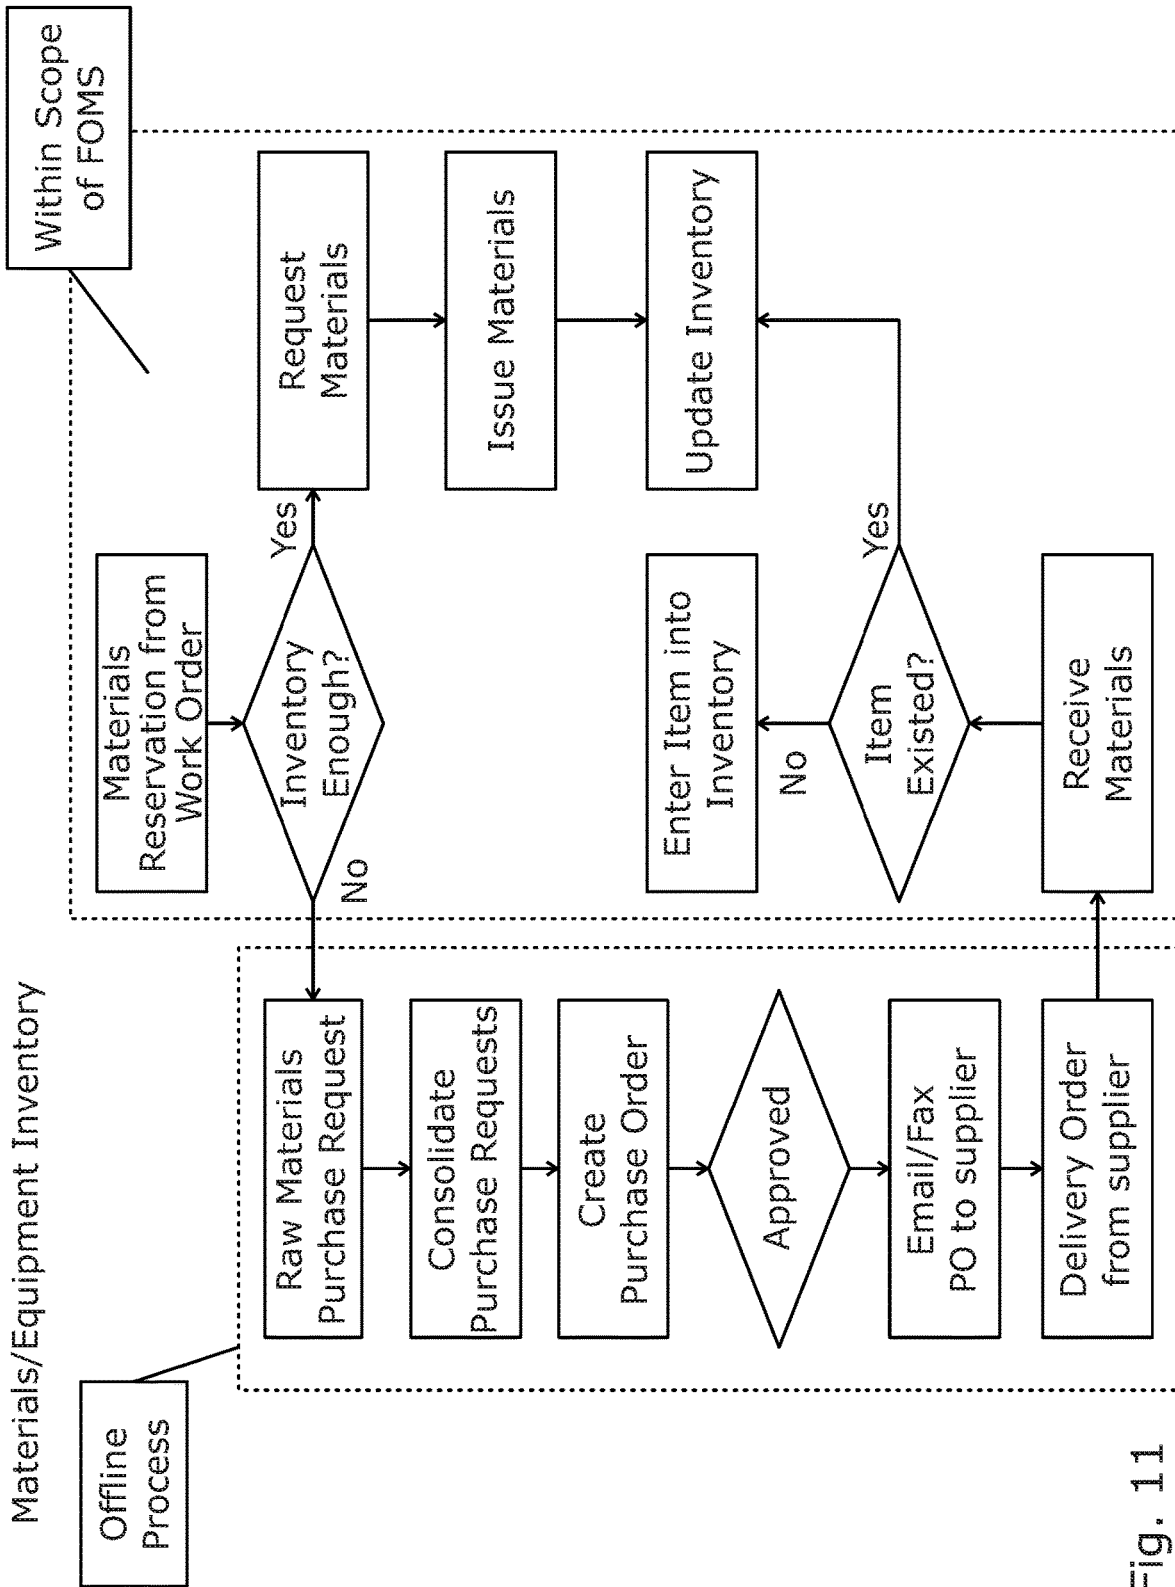 Materials/Equipment Inventory
Offline
Process
Within Scope
of FOMS
Materials
Reservation from
Work Order
Inventory
Enough?
Yes
No
Request
Materials
Issue Materials
Update Inventory
Raw Materials
Purchase Request
Consolidate
Purchase Requests
Create
Purchase Order
Approved
Email/Fax
PO to supplier
Delivery Order
from supplier
Receive
Materials
Item
Existed?
Yes
No
Enter Item into
Inventory
Fig. 11